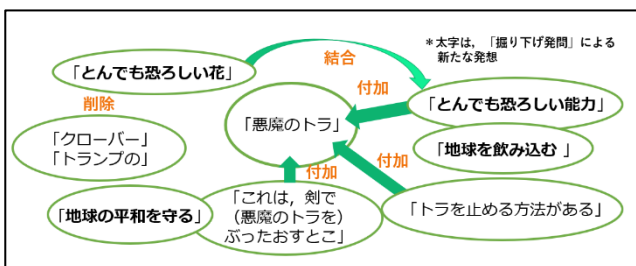 ＊太字は，「掘り下げ発問」による
新たな発想
結合
「とんでも恐ろしい花」
付加
削除
「とんでも恐ろしい能力」
「悪魔のトラ」
「クローバー」
「トランプの」
「地球を飲み込む 」
付加
付加
「これは，剣で
（悪魔のトラを）
ぶったおすとこ」
「地球の平和を守る」
「トラを止める方法がある」